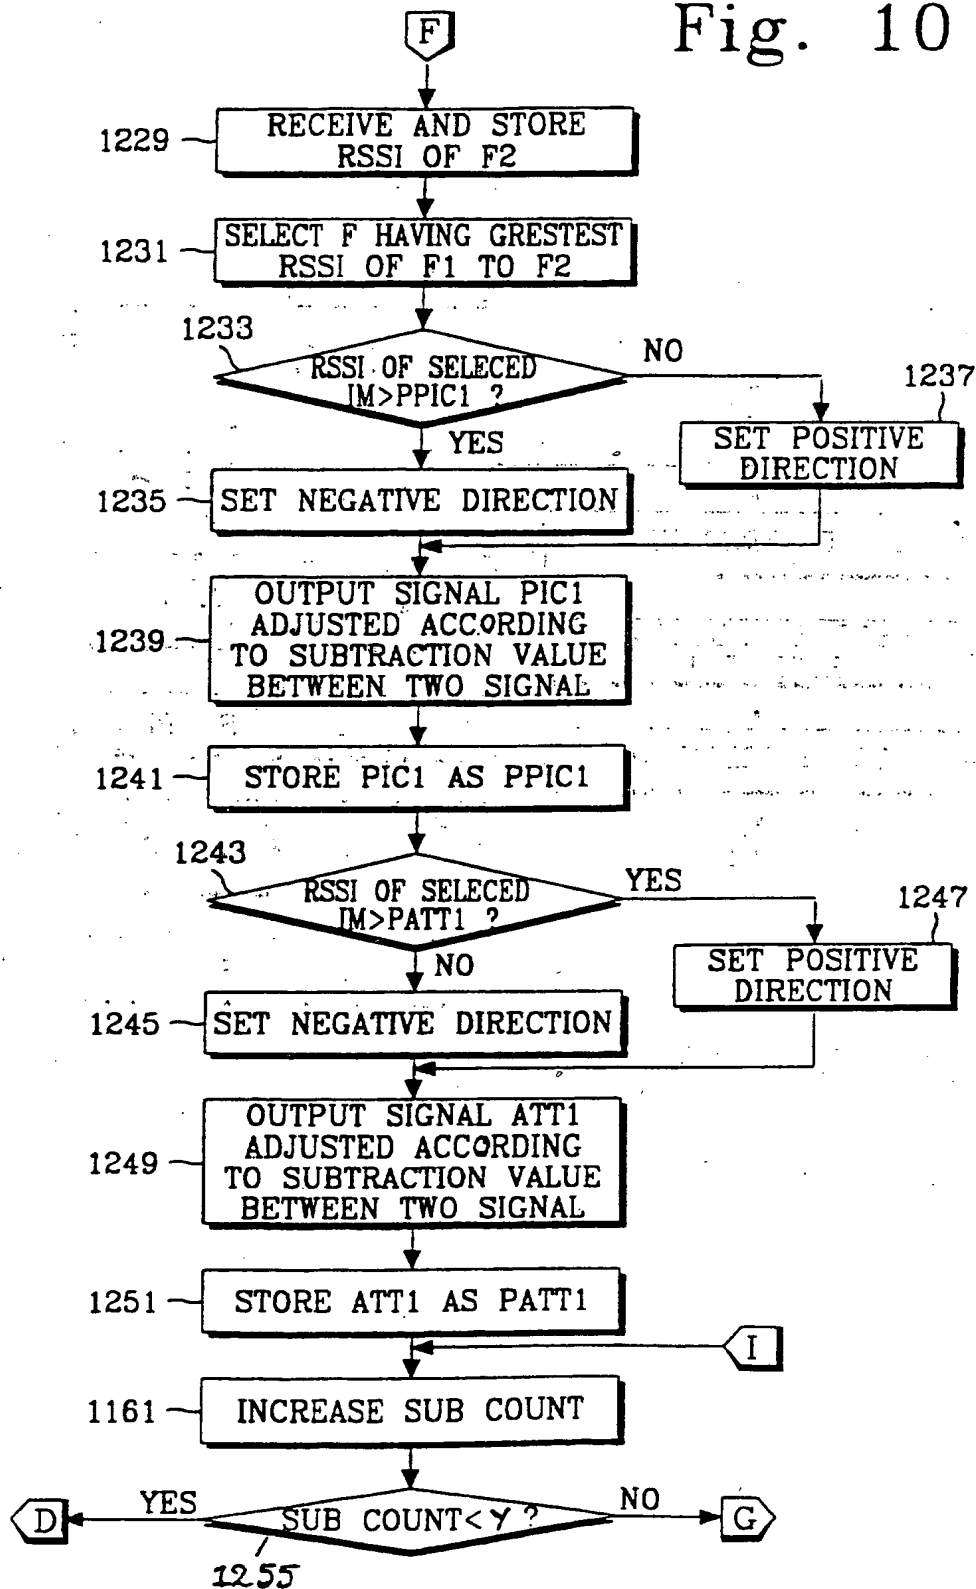 Fig. 10
F
1229
RECEIVE AND STORE
RSSI OF F2
1231
SELECT F HAVING GRESTEST
RSSI OF F1 TO F2
1233
RSSI OF SELECED
IM>PPIC1 ?
NO
YES
1237
SET POSITIVE
DIRECTION
1235
SET NEGATIVE DIRECTION
1239
OUTPUT SIGNAL PIC1
ADJUSTED ACCORDING
TO SUBTRACTION VALUE
BETWEEN TWO SIGNAL
1241
STORE PIC1 AS PPIC1
1243
RSSI OF SELECED
IM>PATT1 ?
YES
NO
1247
SET POSITIVE
DIRECTION
1245
SET NEGATIVE DIRECTION
1249
OUTPUT SIGNAL ATT1
ADJUSTED ACCORDING
TO SUBTRACTION VALUE
BETWEEN TWO SIGNAL
1251
STORE ATT1 AS PATT1
I
1161
INCREASE SUB COUNT
D
YES
SUB COUNT<Y ?
NO
G
1255